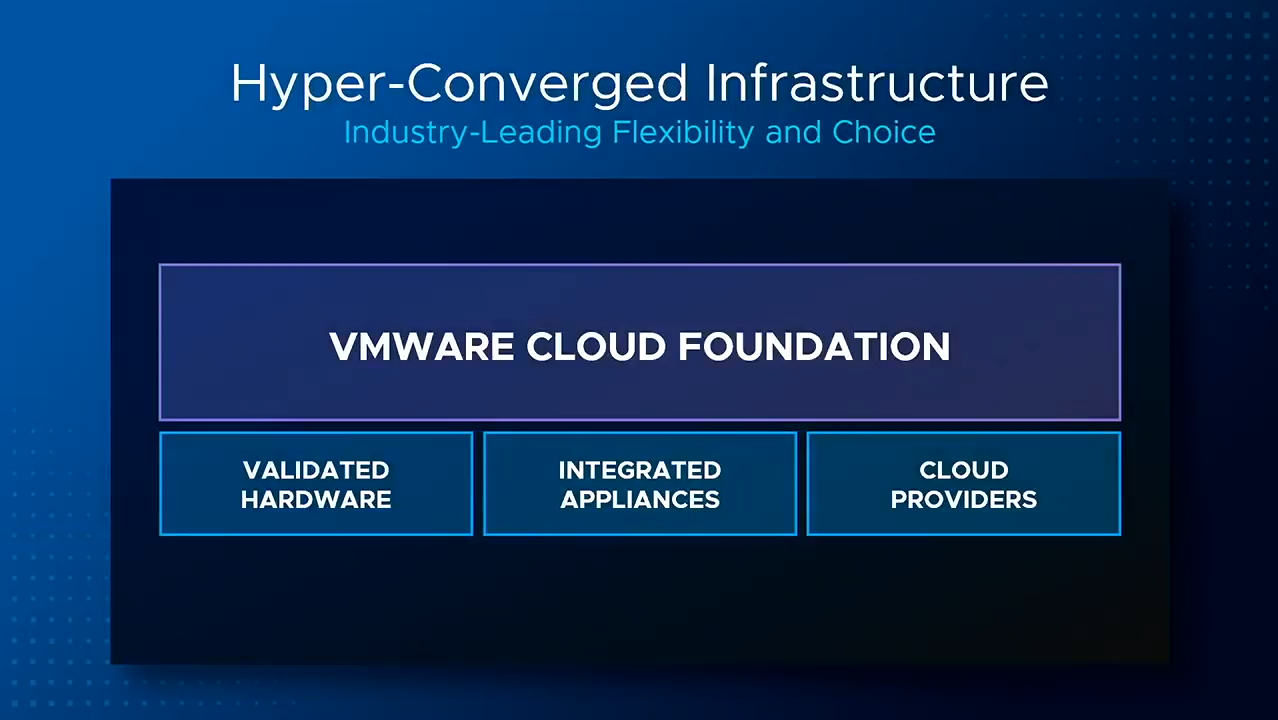 Hyper-Converged Infrastructure
Industry-Leading Flexibility and Choice
VMWARE CLOUD FOUNDATION
VALIDATED
HARDWARE
INTEGRATED
APPLIANCES
CLOUD
PROVIDERS